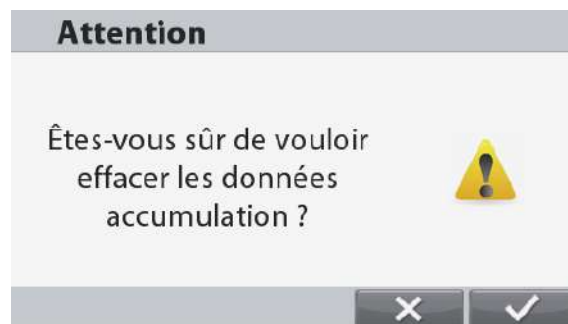 Attention
Êtes-vous sûr de vouloir
effacer les données
accumulation ?